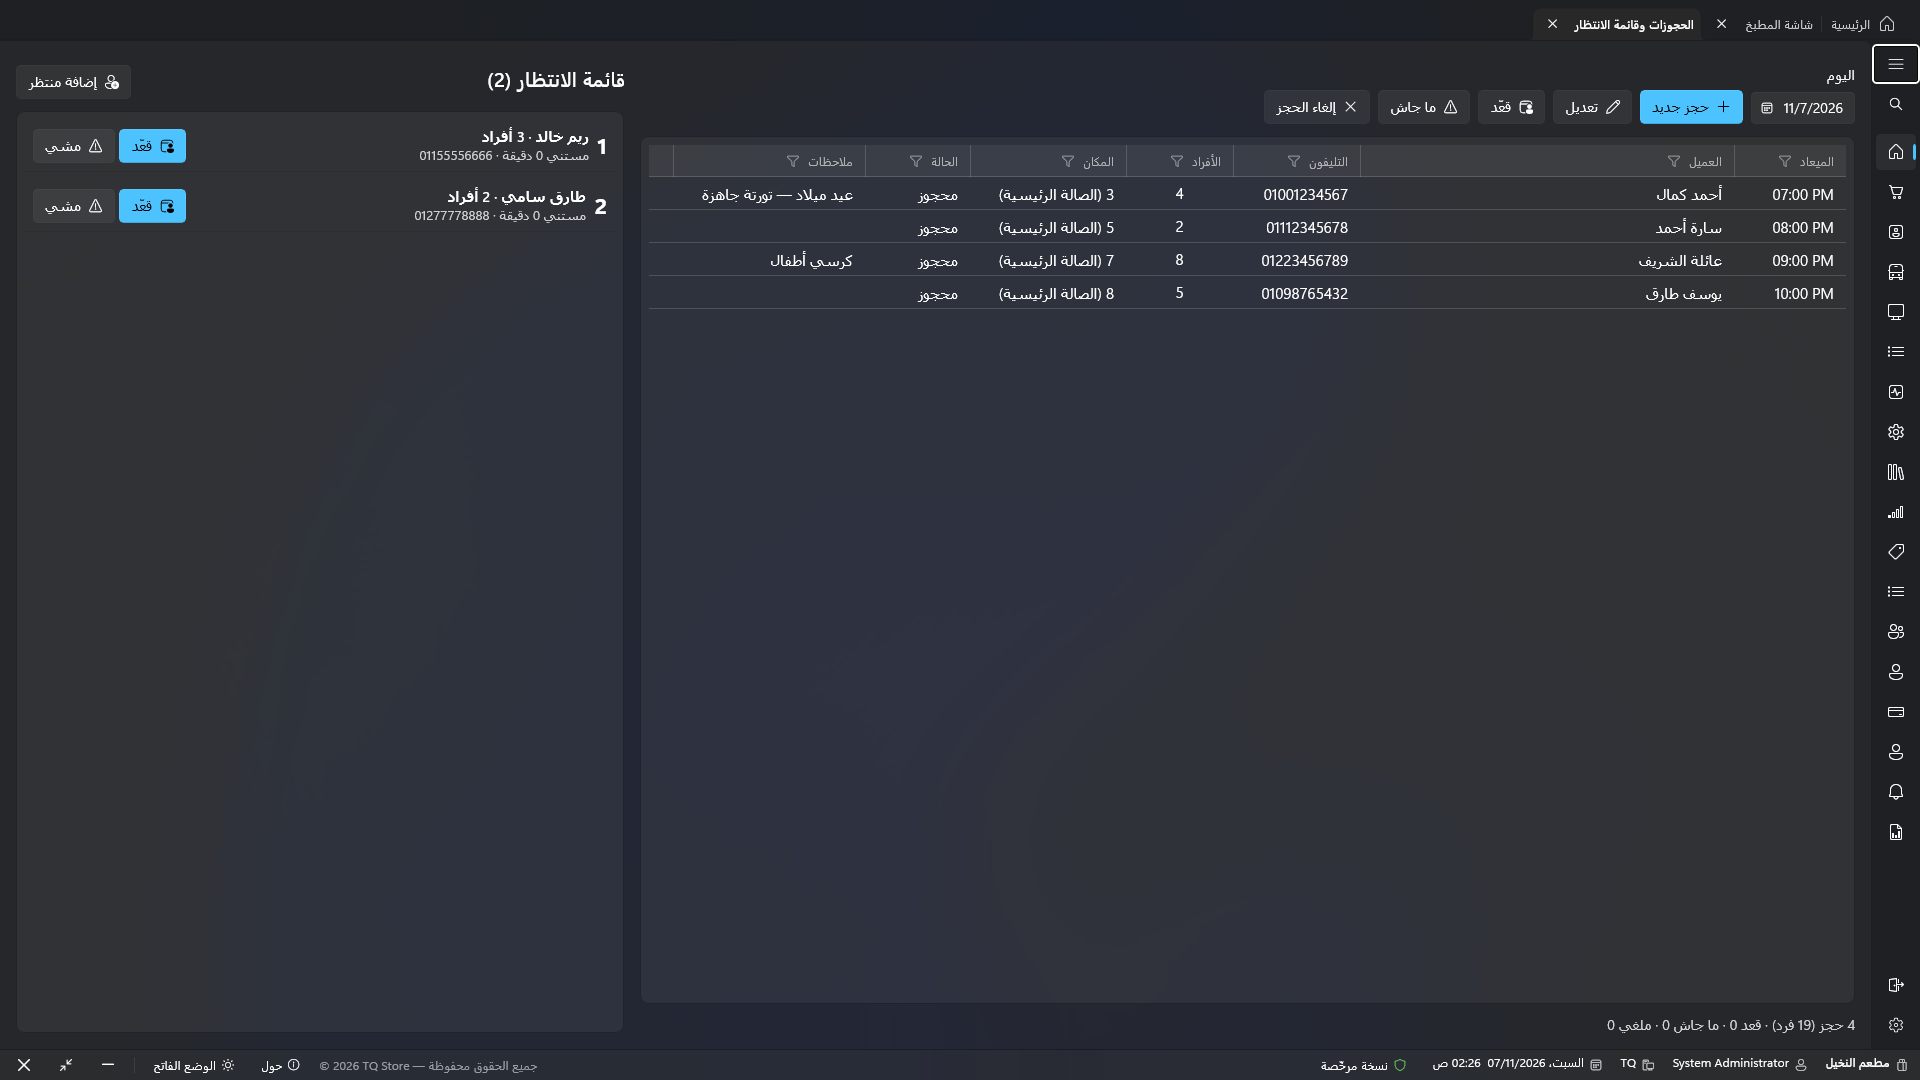 الرئيسية
شاشة المطبخ
الحجوزات وقائمة الانتظار
اليوم
11/7/2026
حجز جديد
تعديل
قعّد
ما جاش
إلغاء الحجز
الميعاد العميل التليفون الأفراد المكان الحالة ملاحظات
07:00 PM أحمد كمال 01001234567 4 3 (الصالة الرئيسية) محجوز عيد ميلاد — تورتة جاهزة
08:00 PM سارة أحمد 01112345678 2 5 (الصالة الرئيسية) محجوز
09:00 PM عائلة الشريف 01223456789 8 7 (الصالة الرئيسية) محجوز كرسي أطفال
10:00 PM يوسف طارق 01098765432 5 8 (الصالة الرئيسية) محجوز
4 حجز (19 فرد) · قعد 0 · ما جاش 0 · ملغي 0
قائمة الانتظار (2)
إضافة منتظر
1 ريم خالد · 3 أفراد
مستني 0 دقيقة · 01155556666
قعّد
مشي
2 طارق سامي · 2 أفراد
مستني 0 دقيقة · 01277778888
قعّد
مشي
مطعم النخيل
System Administrator
TQ
السبت، 07/11/2026 02:26 ص
نسخة مرخّصة
جميع الحقوق محفوظة — TQ Store 2026 ©
حول
الوضع الفاتح